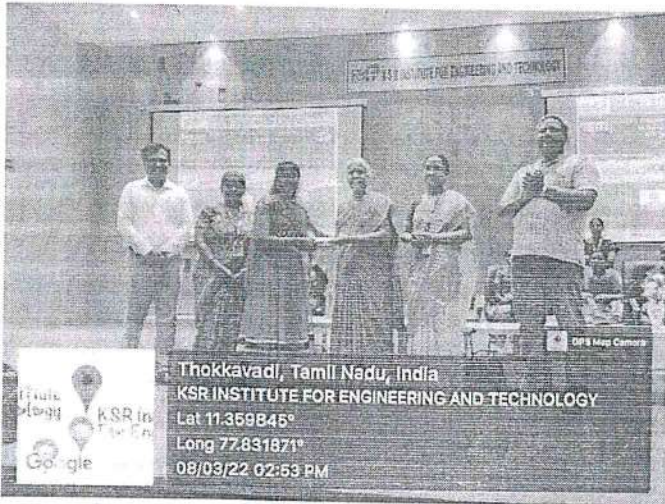 K S R INSTITUTE FOR ENGINEERING AND TECHNOLOGY
GPS Map Camera
Thokkavadi, Tamil Nadu, India
KSR INSTITUTE FOR ENGINEERING AND TECHNOLOGY
Lat 11.359845°
Long 77.831871°
08/03/22 02:53 PM
KSR In
Google